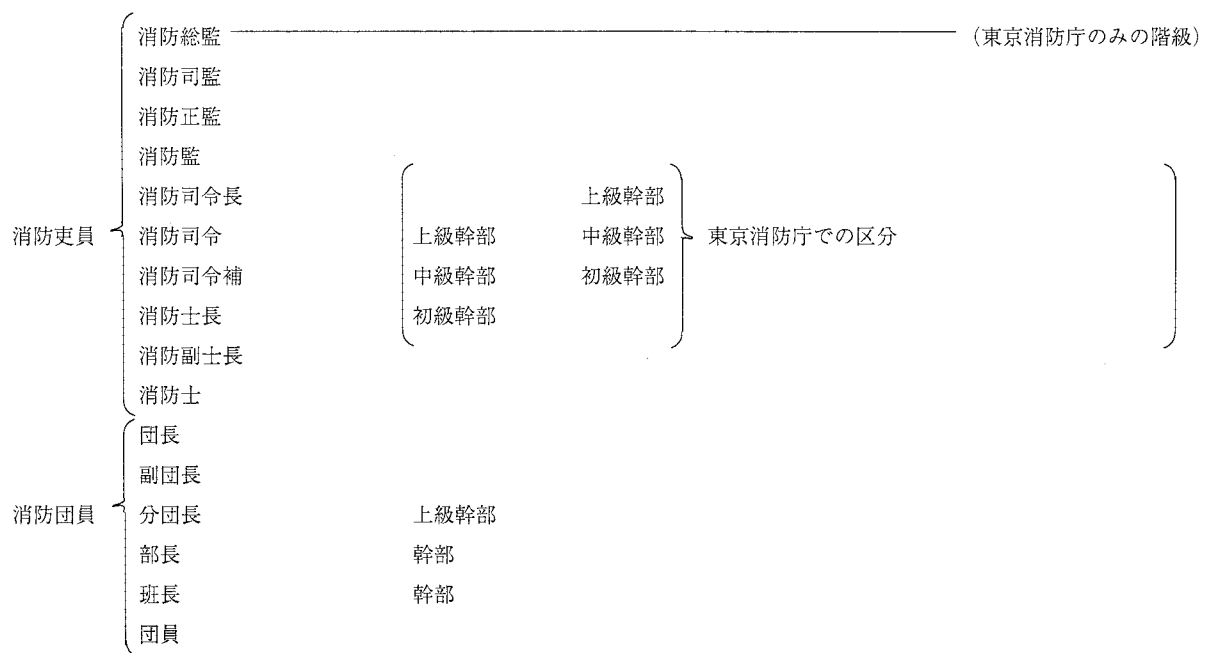 消防総監 (東京消防庁のみの階級)
消防司監
消防正監
消防監
消防司令長 上級幹部
消防吏員 消防司令 上級幹部 中級幹部 東京消防庁での区分
消防司令補 中級幹部 初級幹部
消防士長 初級幹部
消防副士長
消防士
団長
副団長
消防団員 分団長 上級幹部
部長 幹部
班長 幹部
団員